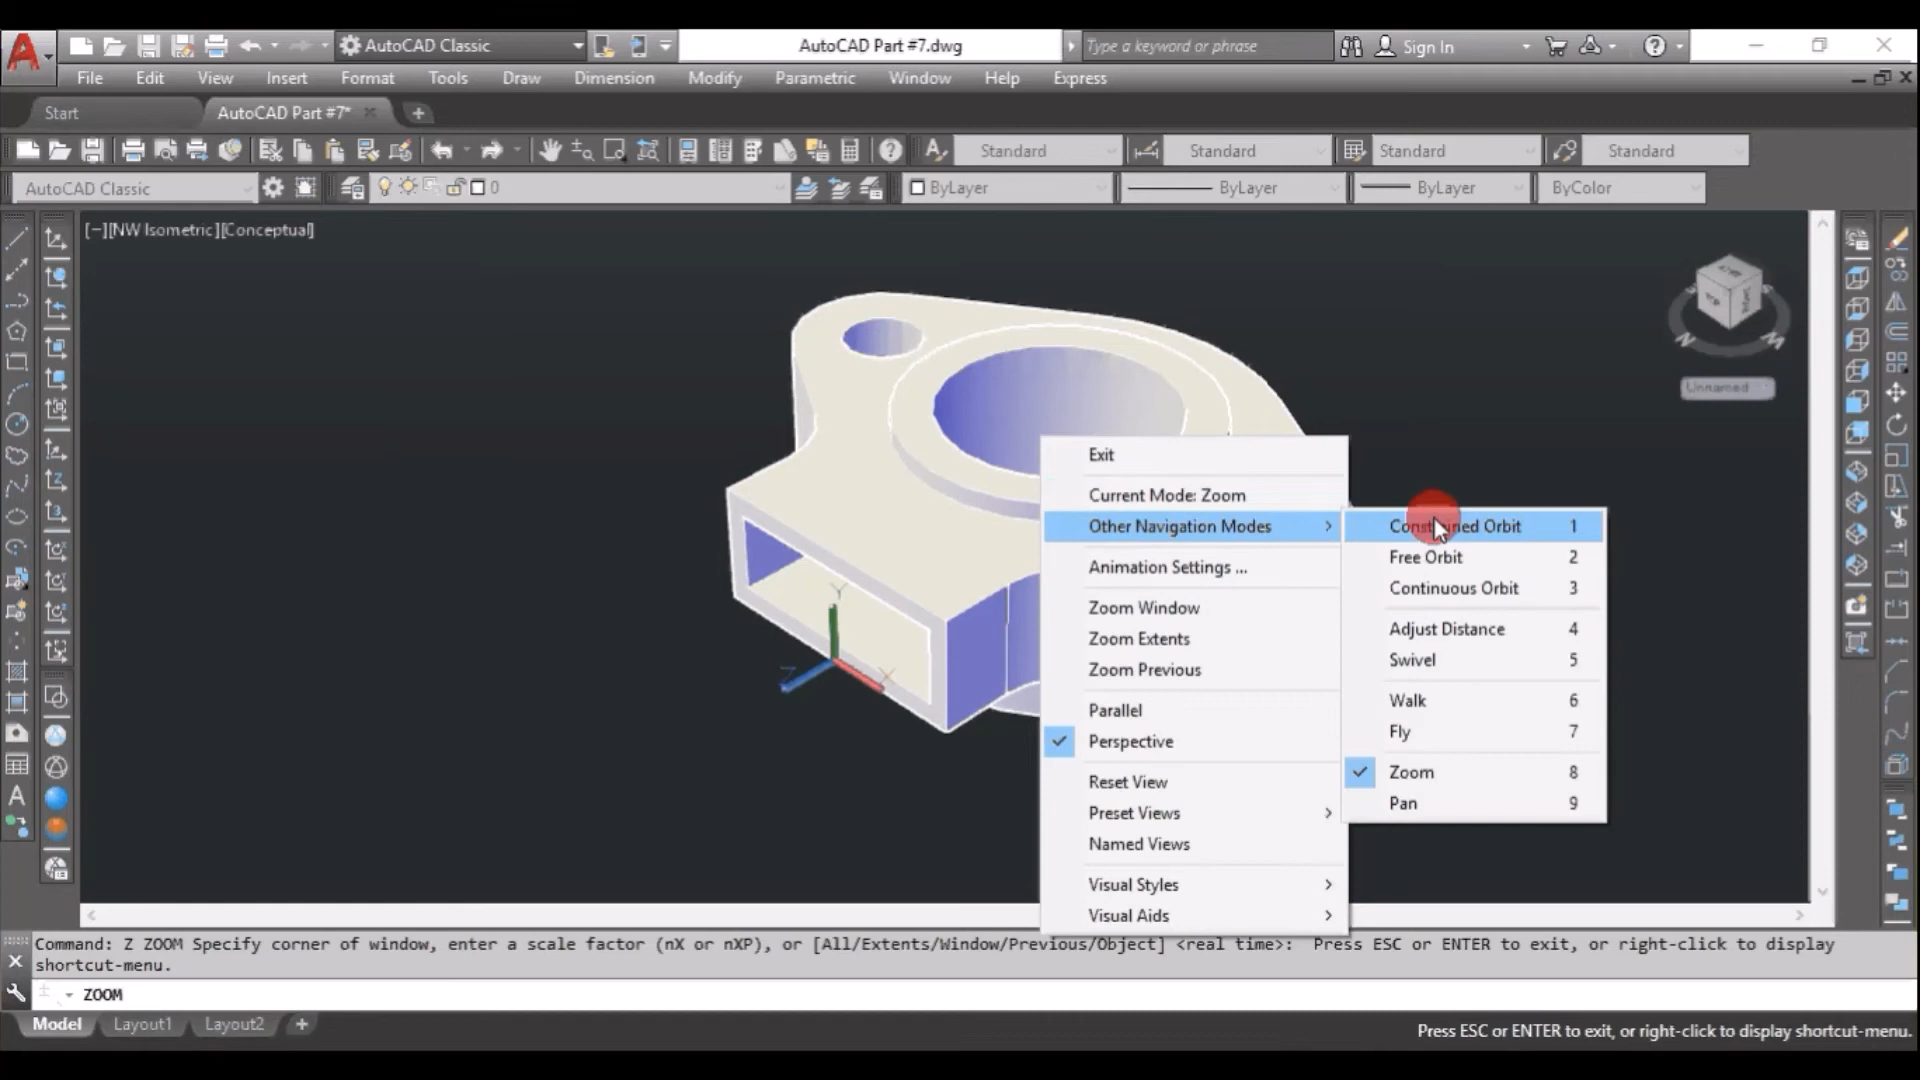 AutoCAD Classic
AutoCAD Part #7.dwg
Type a keyword or phrase
Sign In
File Edit View Insert Format Tools Draw Dimension Modify Parametric Window Help Express
Start
AutoCAD Part #7*
Standard Standard Standard Standard
AutoCAD Classic
0
ByLayer ByLayer ByLayer ByColor
[−][NW Isometric][Conceptual]
TOP
N
Unnamed
Y
Z
X
Exit
Current Mode: Zoom
Other Navigation Modes
Animation Settings ...
Zoom Window
Zoom Extents
Zoom Previous
Parallel
Perspective
Reset View
Preset Views
Named Views
Visual Styles
Visual Aids
Constrained Orbit 1
Free Orbit 2
Continuous Orbit 3
Adjust Distance 4
Swivel 5
Walk 6
Fly 7
Zoom 8
Pan 9
Command: Z ZOOM Specify corner of window, enter a scale factor (nX or nXP), or [All/Extents/Window/Previous/Object] <real time>: Press ESC or ENTER to exit, or right-click to display
shortcut-menu.
ZOOM
Model Layout1 Layout2 +
Press ESC or ENTER to exit, or right-click to display shortcut-menu.